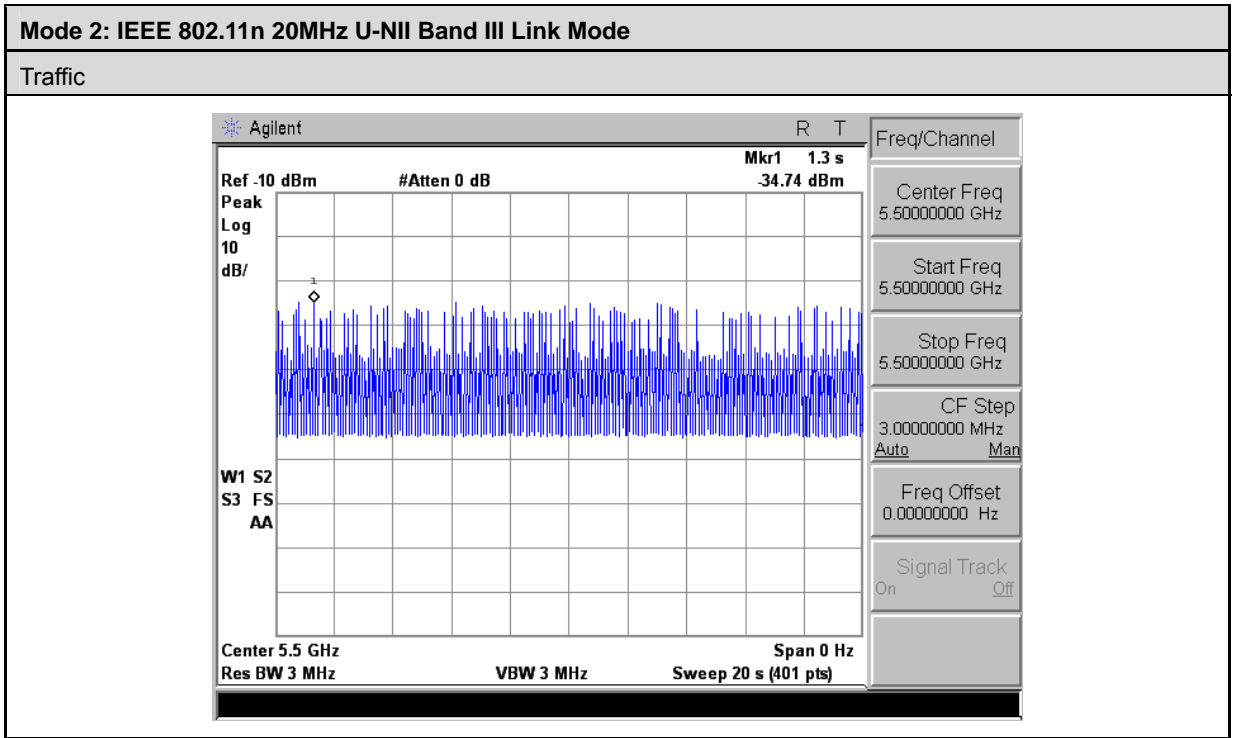 Mode 2: IEEE 802.11n 20MHz U-NII Band III Link Mode
Traffic
Agilent R T
Mkr1 1.3 s
Ref -10 dBm #Atten 0 dB -34.74 dBm
Peak
Log
10
dB/
1
W1 S2
S3 FS
AA
Center 5.5 GHz Span 0 Hz
Res BW 3 MHz VBW 3 MHz Sweep 20 s (401 pts)
Freq/Channel
Center Freq
5.50000000 GHz
Start Freq
5.50000000 GHz
Stop Freq
5.50000000 GHz
CF Step
3.00000000 MHz
Auto Man
Freq Offset
0.00000000 Hz
Signal Track
On Off